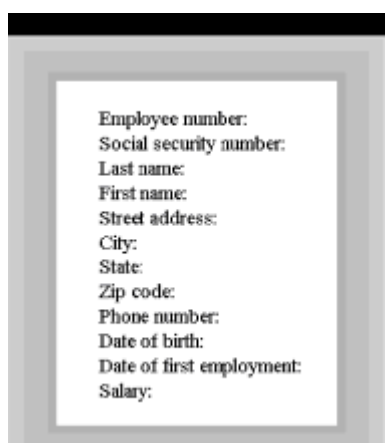 Employee number:
Social security number:
Last name:
First name:
Street address:
City:
State:
Zip code:
Phone number:
Date of birth:
Date of first employment:
Salary: